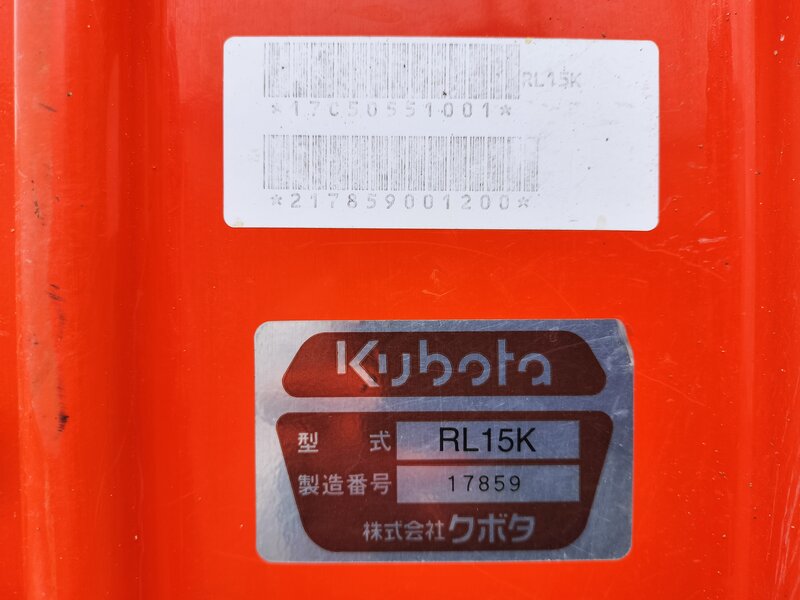 RL15K
*17C50551001*
*217859001200*
Kubota
型式 RL15K
製造番号 17859
株式会社クボタ